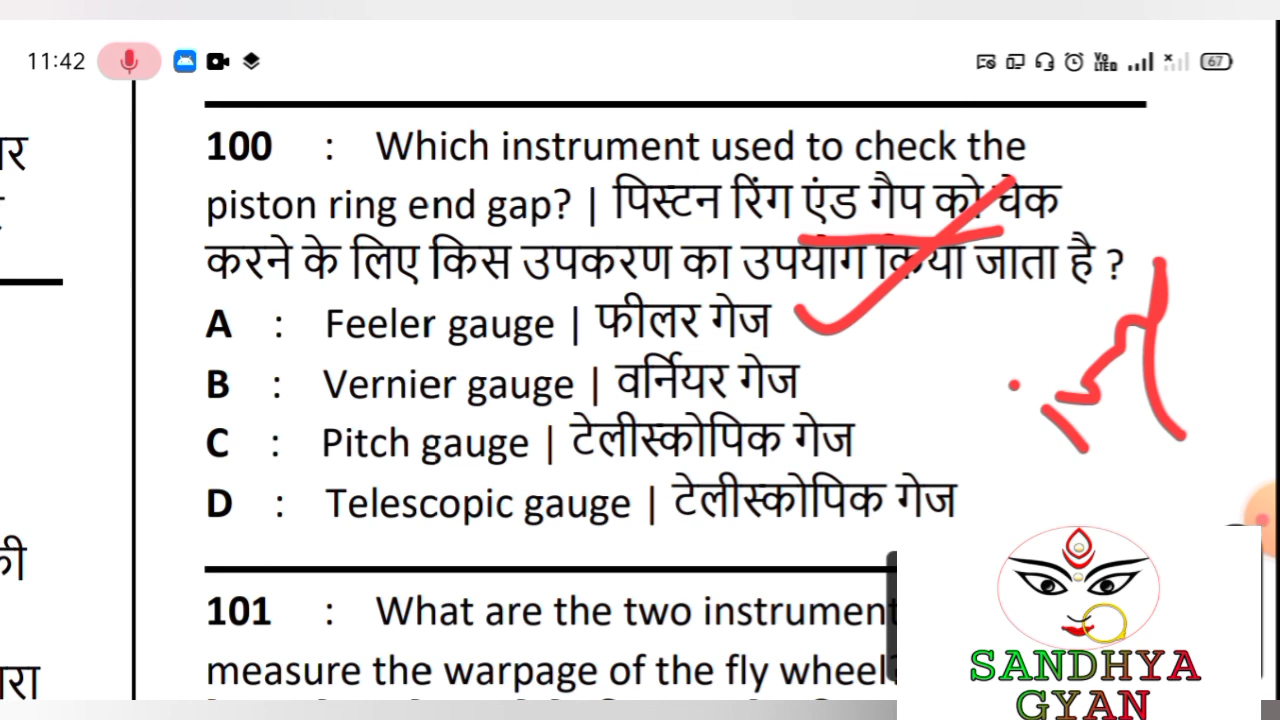 11:42
VoLTE 67
100 : Which instrument used to check the
piston ring end gap? | पिस्टन रिंग एंड गैप को चेक
करने के लिए किस उपकरण का उपयोग किया जाता है ?
A : Feeler gauge | फीलर गेज
B : Vernier gauge | वर्नियर गेज
C : Pitch gauge | टेलीस्कोपिक गेज
D : Telescopic gauge | टेलीस्कोपिक गेज
101 : What are the two instrument
measure the warpage of the fly wheel?
की
SANDHYA
GYAN